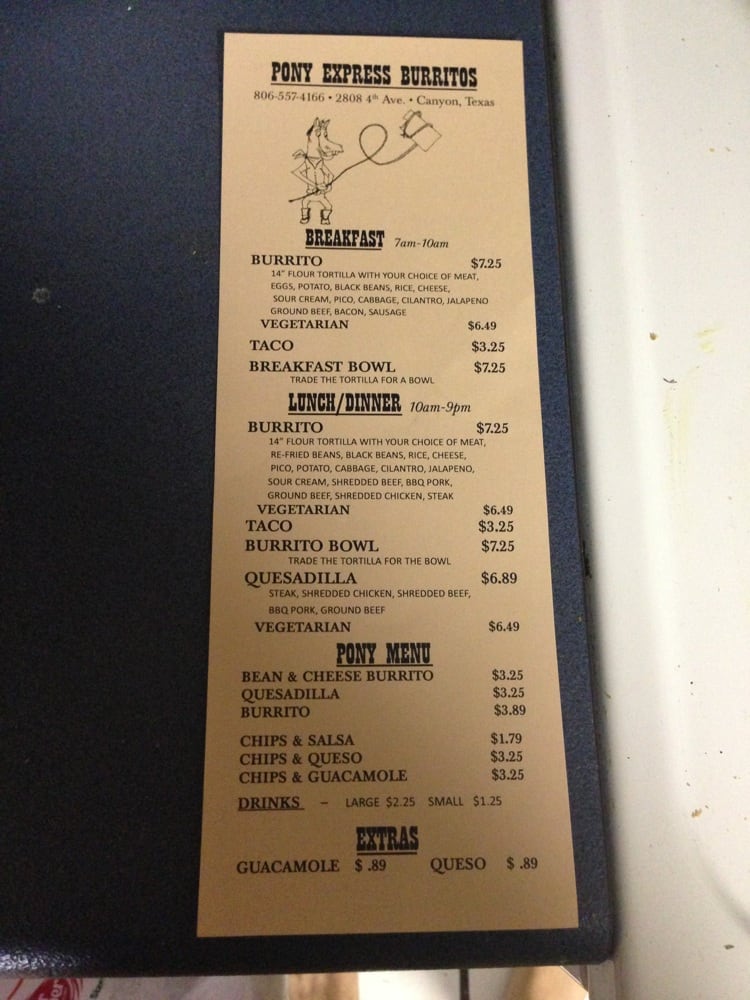 PONY EXPRESS BURRITOS
806-557-4166 • 2808 4th Ave. • Canyon, Texas
BREAKFAST 7am-10am
BURRITO $7.25
14" FLOUR TORTILLA WITH YOUR CHOICE OF MEAT,
EGGS, POTATO, BLACK BEANS, RICE, CHEESE,
SOUR CREAM, PICO, CABBAGE, CILANTRO, JALAPENO
GROUND BEEF, BACON, SAUSAGE
VEGETARIAN $6.49
TACO $3.25
BREAKFAST BOWL $7.25
TRADE THE TORTILLA FOR A BOWL
LUNCH/DINNER 10am-9pm
BURRITO $7.25
14" FLOUR TORTILLA WITH YOUR CHOICE OF MEAT,
RE-FRIED BEANS, BLACK BEANS, RICE, CHEESE,
PICO, POTATO, CABBAGE, CILANTRO, JALAPENO,
SOUR CREAM, SHREDDED BEEF, BBQ PORK,
GROUND BEEF, SHREDDED CHICKEN, STEAK
VEGETARIAN $6.49
TACO $3.25
BURRITO BOWL $7.25
TRADE THE TORTILLA FOR THE BOWL
QUESADILLA $6.89
STEAK, SHREDDED CHICKEN, SHREDDED BEEF,
BBQ PORK, GROUND BEEF
VEGETARIAN $6.49
PONY MENU
BEAN & CHEESE BURRITO $3.25
QUESADILLA $3.25
BURRITO $3.89
CHIPS & SALSA $1.79
CHIPS & QUESO $3.25
CHIPS & GUACAMOLE $3.25
DRINKS – LARGE $2.25 SMALL $1.25
EXTRAS
GUACAMOLE $ .89 QUESO $ .89